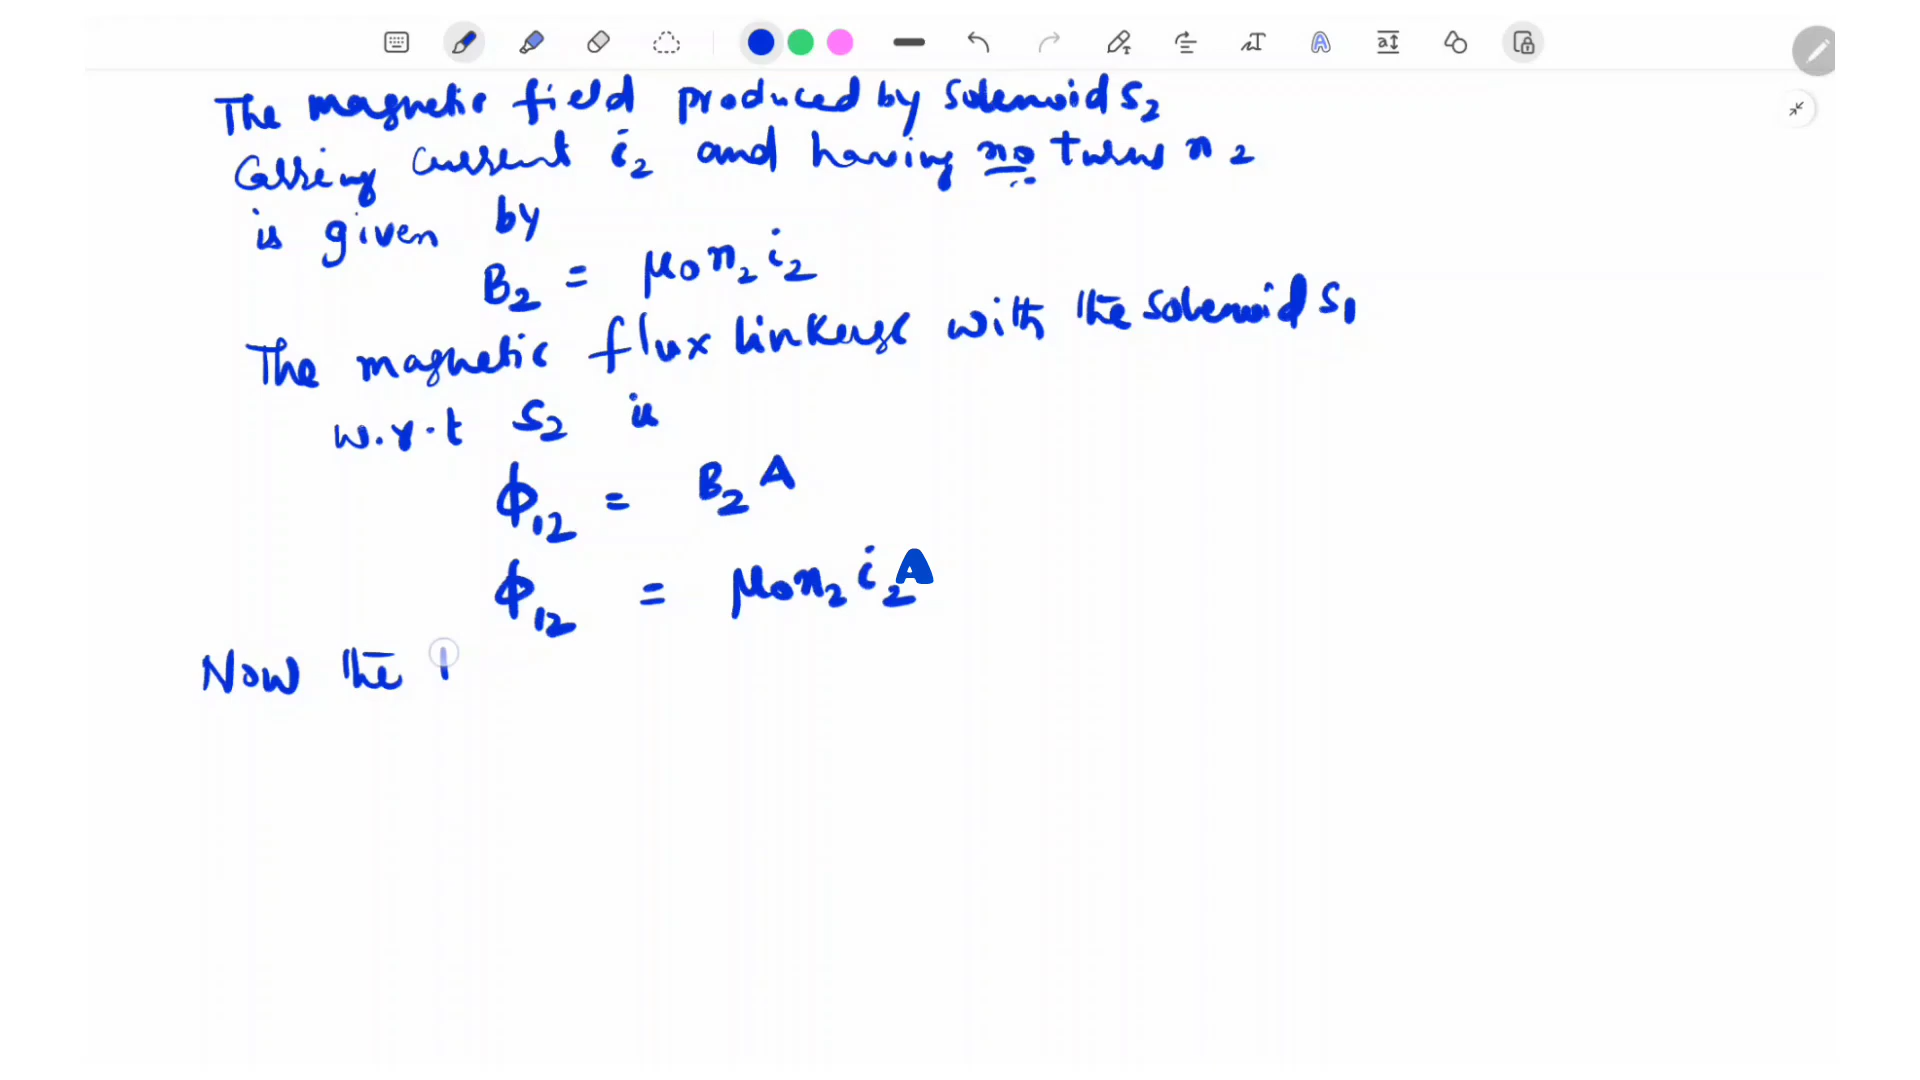 The magnetic field produced by Solenoid S₂
Carrying current i₂ and having no turns n₂
is given by
B₂ = μ₀n₂i₂
The magnetic flux linkage with the solenoid S₁
w.r.t S₂ is
ϕ₁₂ = B₂A
ϕ₁₂ = μ₀n₂i₂A
Now the